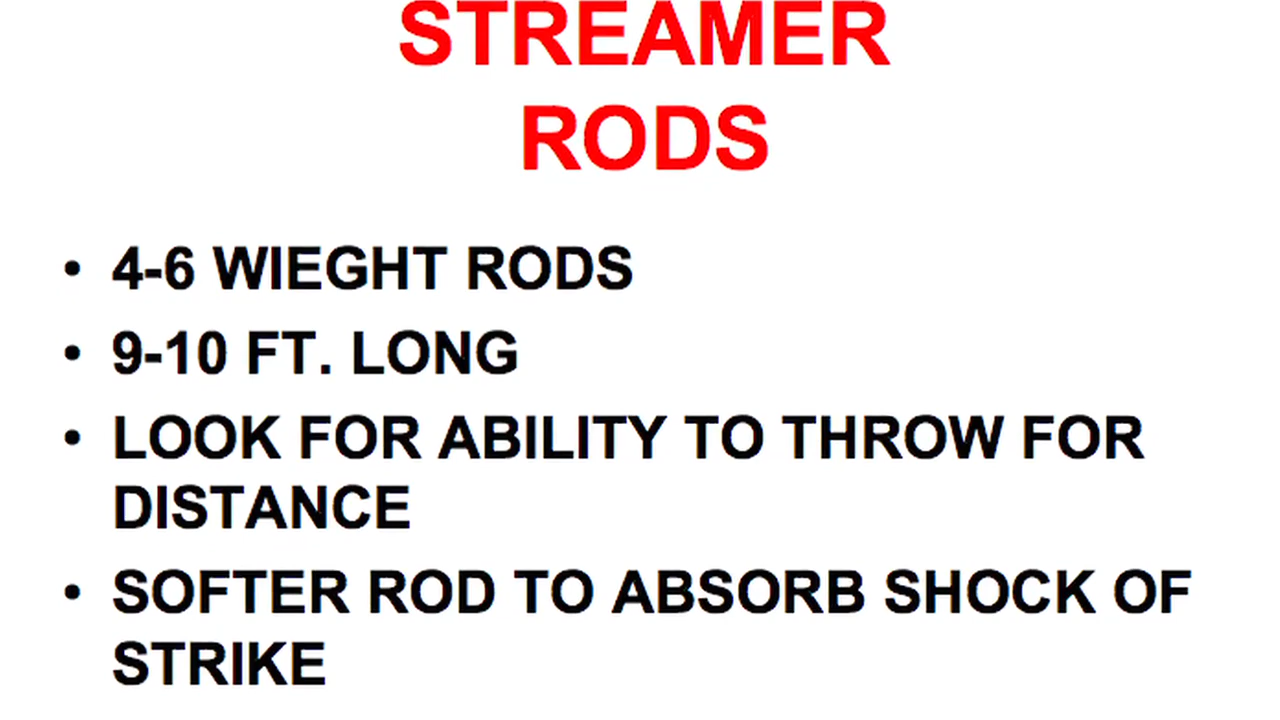 STREAMER
RODS
• 4-6 WIEGHT RODS
• 9-10 FT. LONG
• LOOK FOR ABILITY TO THROW FOR
DISTANCE
• SOFTER ROD TO ABSORB SHOCK OF
STRIKE